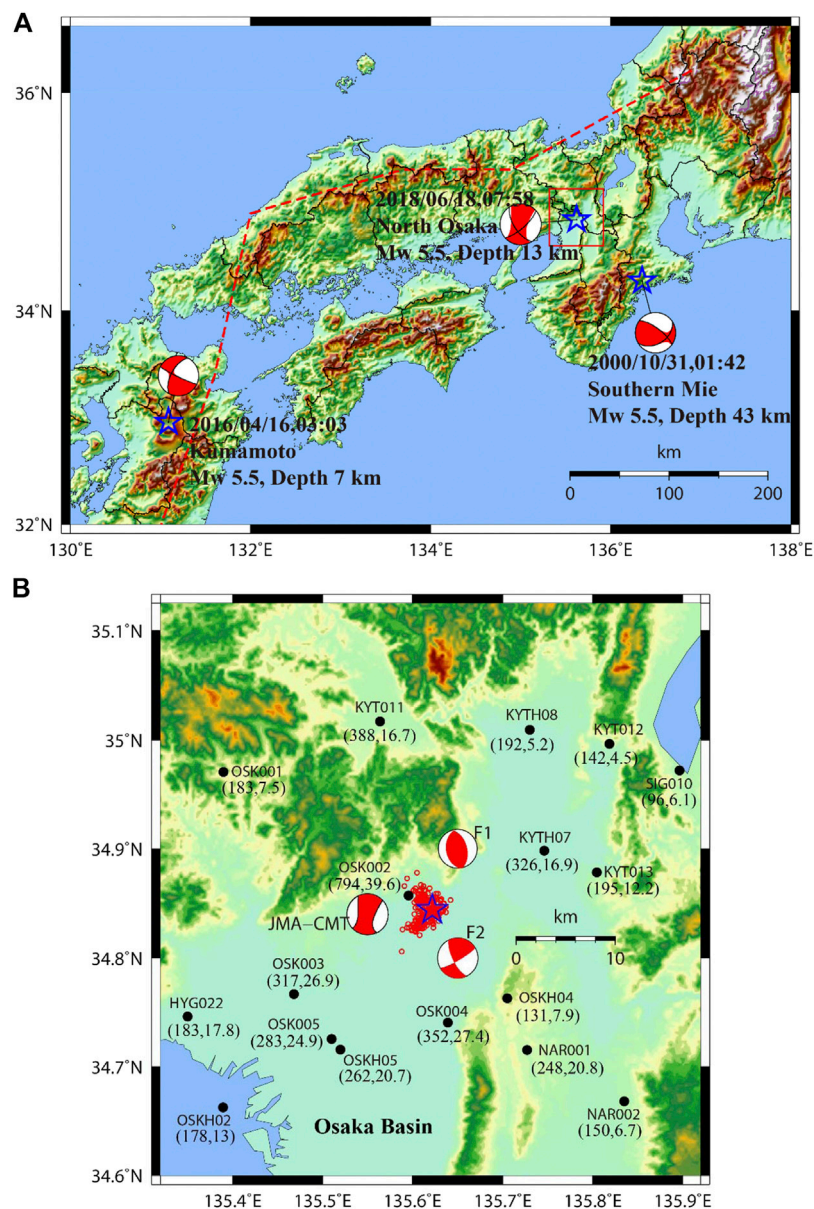 A
36°N
34°N
32°N
130°E
132°E
134°E
136°E
138°E
2018/06/18,07:58
North Osaka
Mw 5.5, Depth 13 km
2000/10/31,01:42
Southern Mie
Mw 5.5, Depth 43 km
2016/04/16,03:03
Kumamoto
Mw 5.5, Depth 7 km
km
0
100
200
B
35.1°N
35°N
34.9°N
34.8°N
34.7°N
34.6°N
KYT011
(388,16.7)
KYTH08
(192,5.2)
KYT012
(142,4.5)
OSK001
(183,7.5)
SIG010
(96,6.1)
F1
KYTH07
(326,16.9)
OSK002
(794,39.6)
KYT013
(195,12.2)
JMA–CMT
F2
km
0
10
OSK003
(317,26.9)
OSKH04
(131,7.9)
HYG022
(183,17.8)
OSK005
(283,24.9)
OSK004
(352,27.4)
OSKH05
(262,20.7)
NAR001
(248,20.8)
OSKH02
(178,13)
NAR002
(150,6.7)
Osaka Basin
135.4°E
135.5°E
135.6°E
135.7°E
135.8°E
135.9°E